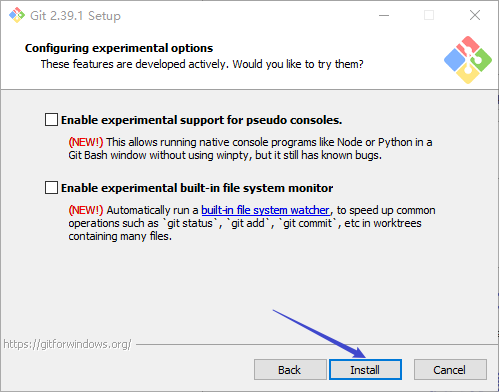 Git 2.39.1 Setup
Configuring experimental options
These features are developed actively. Would you like to try them?
Enable experimental support for pseudo consoles.
(NEW!) This allows running native console programs like Node or Python in a
Git Bash window without using winpty, but it still has known bugs.
Enable experimental built-in file system monitor
(NEW!) Automatically run a built-in file system watcher, to speed up common
operations such as `git status`, `git add`, `git commit`, etc in worktrees
containing many files.
https://gitforwindows.org/
Back
Install
Cancel